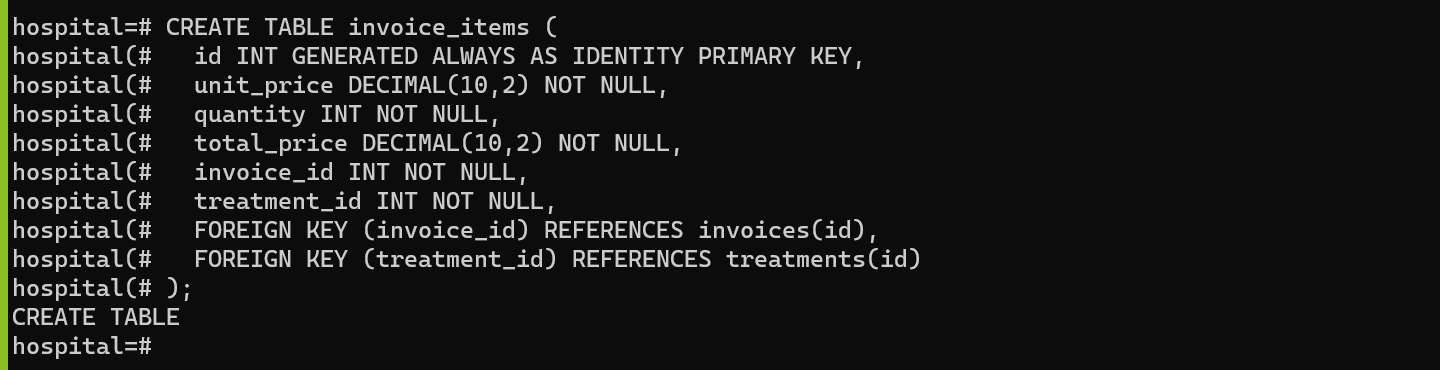 hospital=# CREATE TABLE invoice_items (
hospital(#   id INT GENERATED ALWAYS AS IDENTITY PRIMARY KEY,
hospital(#   unit_price DECIMAL(10,2) NOT NULL,
hospital(#   quantity INT NOT NULL,
hospital(#   total_price DECIMAL(10,2) NOT NULL,
hospital(#   invoice_id INT NOT NULL,
hospital(#   treatment_id INT NOT NULL,
hospital(#   FOREIGN KEY (invoice_id) REFERENCES invoices(id),
hospital(#   FOREIGN KEY (treatment_id) REFERENCES treatments(id)
hospital(# );
CREATE TABLE
hospital=#